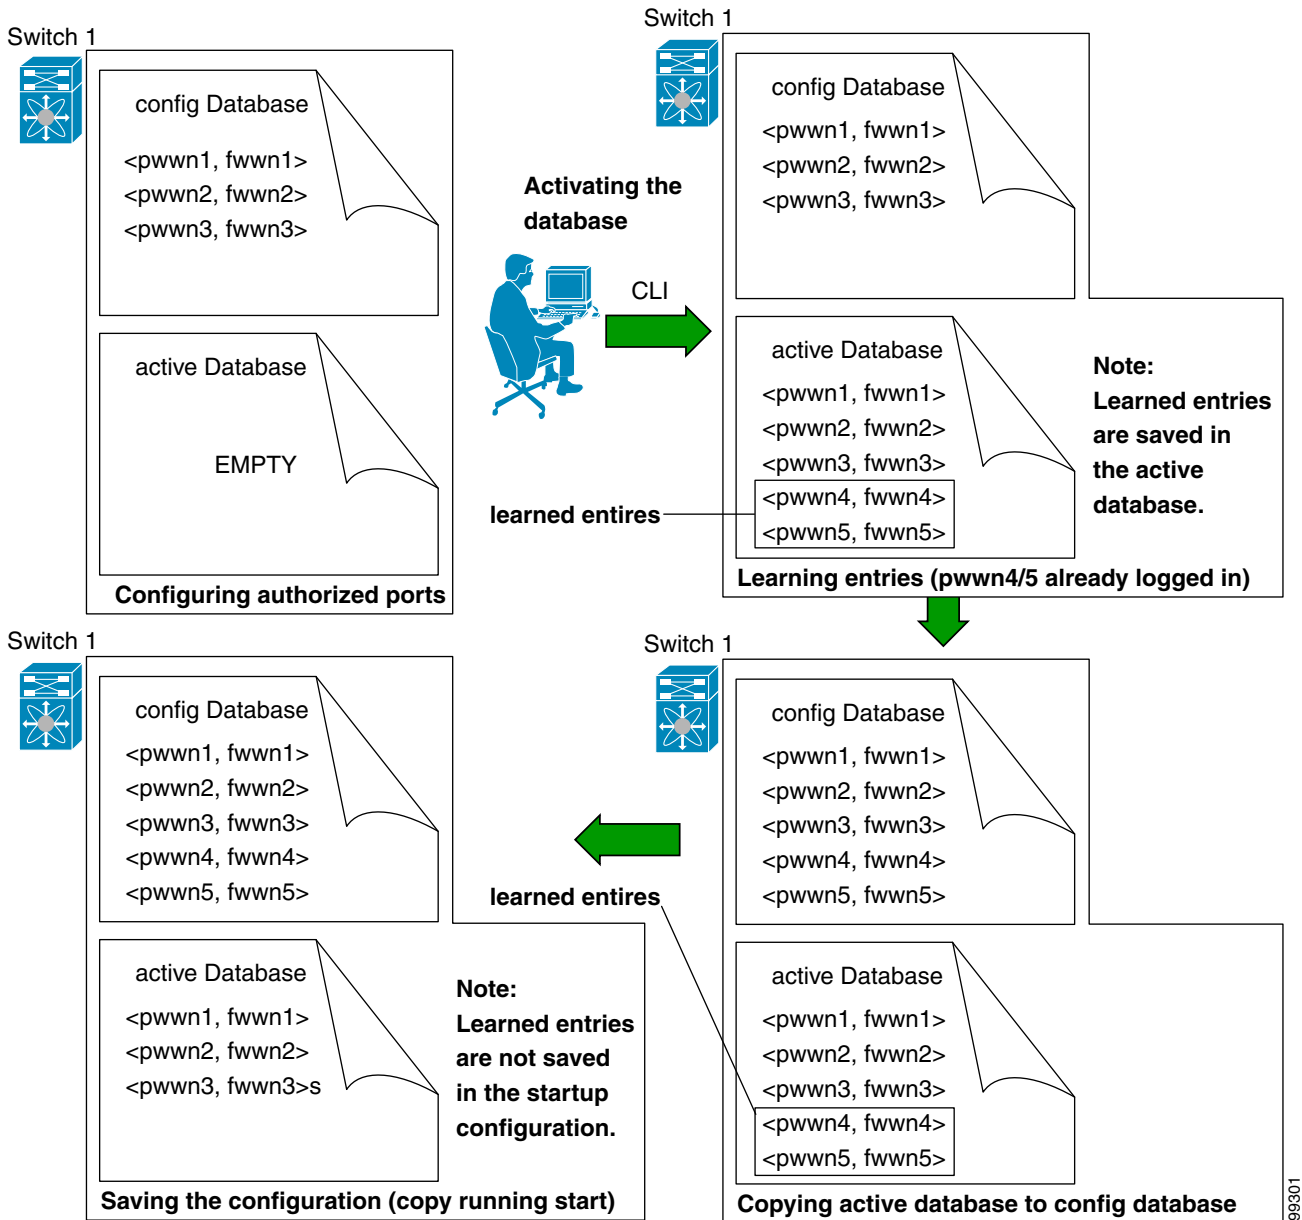 Switch 1
config Database
<pwwn1, fwwn1>
<pwwn2, fwwn2>
<pwwn3, fwwn3>
active Database
EMPTY
Configuring authorized ports
Activating the
database
CLI
Switch 1
config Database
<pwwn1, fwwn1>
<pwwn2, fwwn2>
<pwwn3, fwwn3>
active Database
<pwwn1, fwwn1>
<pwwn2, fwwn2>
<pwwn3, fwwn3>
<pwwn4, fwwn4>
<pwwn5, fwwn5>
learned entires
Note:
Learned entries
are saved in
the active
database.
Learning entries (pwwn4/5 already logged in)
Switch 1
config Database
<pwwn1, fwwn1>
<pwwn2, fwwn2>
<pwwn3, fwwn3>
<pwwn4, fwwn4>
<pwwn5, fwwn5>
active Database
<pwwn1, fwwn1>
<pwwn2, fwwn2>
<pwwn3, fwwn3>s
Note:
Learned entries
are not saved
in the startup
configuration.
Saving the configuration (copy running start)
Switch 1
config Database
<pwwn1, fwwn1>
<pwwn2, fwwn2>
<pwwn3, fwwn3>
<pwwn4, fwwn4>
<pwwn5, fwwn5>
learned entires
active Database
<pwwn1, fwwn1>
<pwwn2, fwwn2>
<pwwn3, fwwn3>
<pwwn4, fwwn4>
<pwwn5, fwwn5>
Copying active database to config database
99301